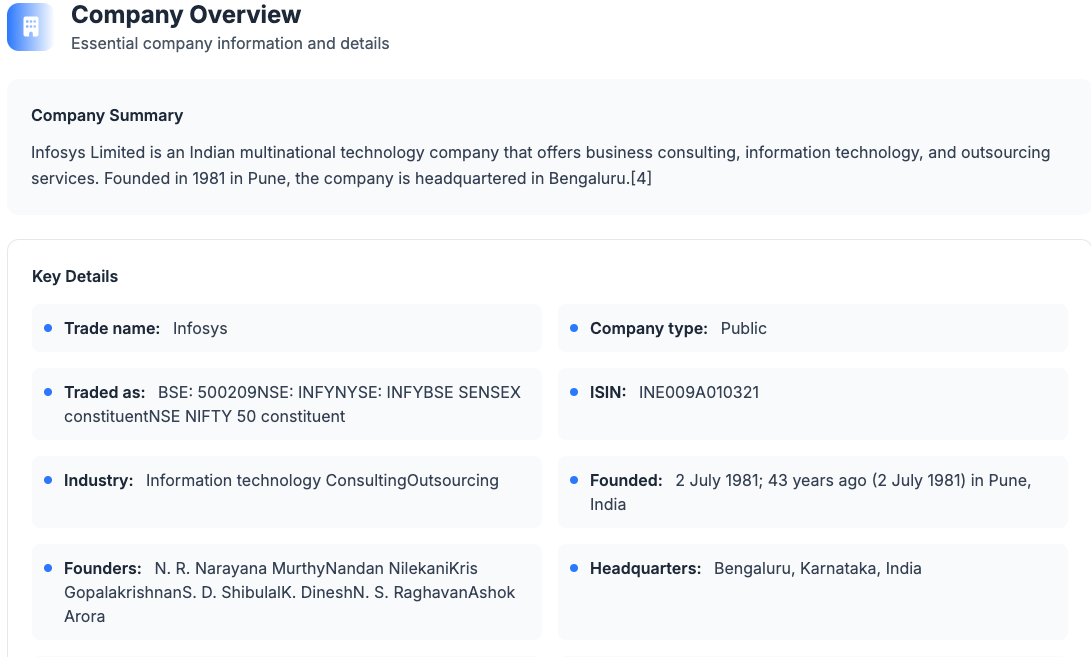 Company Overview
Essential company information and details
Company Summary
Infosys Limited is an Indian multinational technology company that offers business consulting, information technology, and outsourcing
services. Founded in 1981 in Pune, the company is headquartered in Bengaluru.[4]
Key Details
Trade name: Infosys
Company type: Public
Traded as: BSE: 500209NSE: INFYNYSE: INFYBSE SENSEX
constituentNSE NIFTY 50 constituent
ISIN: INE009A010321
Industry: Information technology ConsultingOutsourcing
Founded: 2 July 1981; 43 years ago (2 July 1981) in Pune,
India
Founders: N. R. Narayana MurthyNandan NilekaniKris
GopalakrishnanS. D. ShibulalK. DineshN. S. RaghavanAshok
Arora
Headquarters: Bengaluru, Karnataka, India